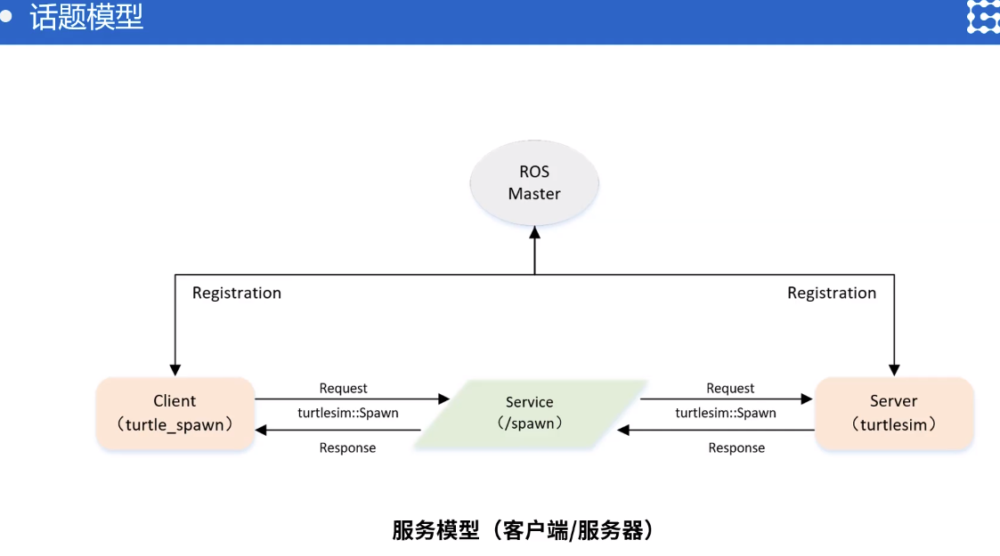 话题模型
ROS
Master
Registration
Registration
Client
（turtle_spawn）
Request
turtlesim::Spawn
Response
Service
（/spawn）
Request
turtlesim::Spawn
Response
Server
（turtlesim）
服务模型（客户端/服务器）